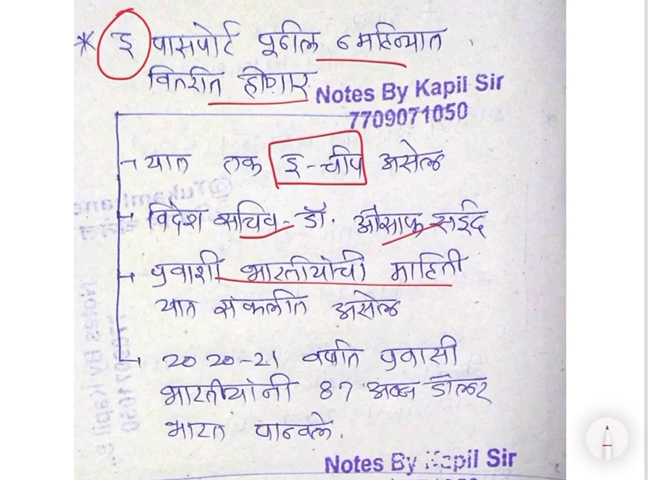 * इ पासपोर्ट पुढील ६ महिन्यात
वितरीत होणार
Notes By Kapil Sir
7709071050
→ यात एक इ-चीप असेल
→ विदेश सचिव - डॉ. औसाफ सईद
→ प्रवाशी भारतीयांची माहिती
यात संकलीत असेल
→ 2020-21 वर्षात प्रवासी
भारतीयांनी 87 अब्ज डॉलर
भारत पाठवले.
Notes By Kapil Sir